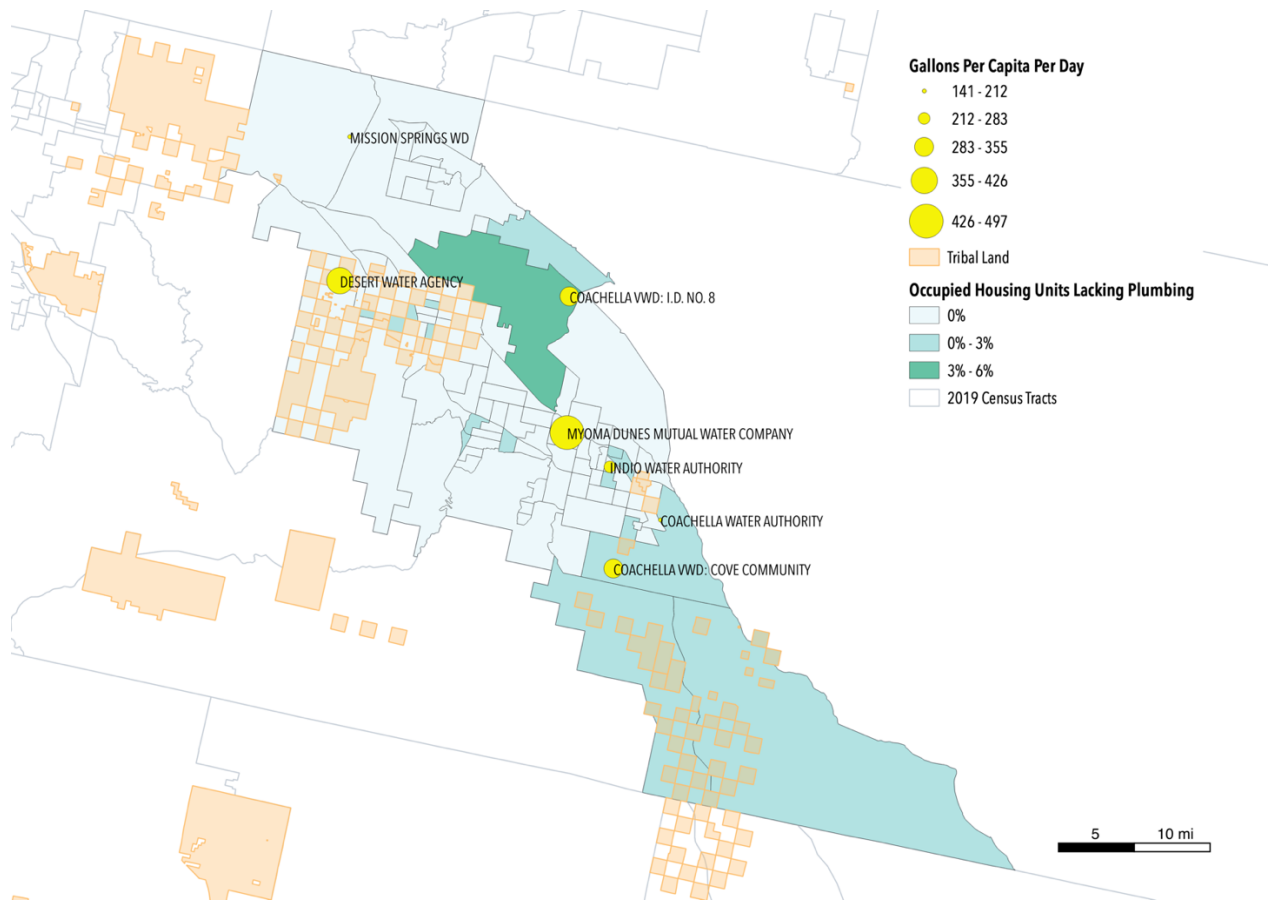 Gallons Per Capita Per Day
141 - 212
212 - 283
283 - 355
355 - 426
426 - 497
Tribal Land
Occupied Housing Units Lacking Plumbing
0%
0% - 3%
3% - 6%
2019 Census Tracts
MISSION SPRINGS WD
DESERT WATER AGENCY
COACHELLA VWD: I.D. NO. 8
MYOMA DUNES MUTUAL WATER COMPANY
INDIO WATER AUTHORITY
COACHELLA WATER AUTHORITY
COACHELLA VWD: COVE COMMUNITY
5 10 mi